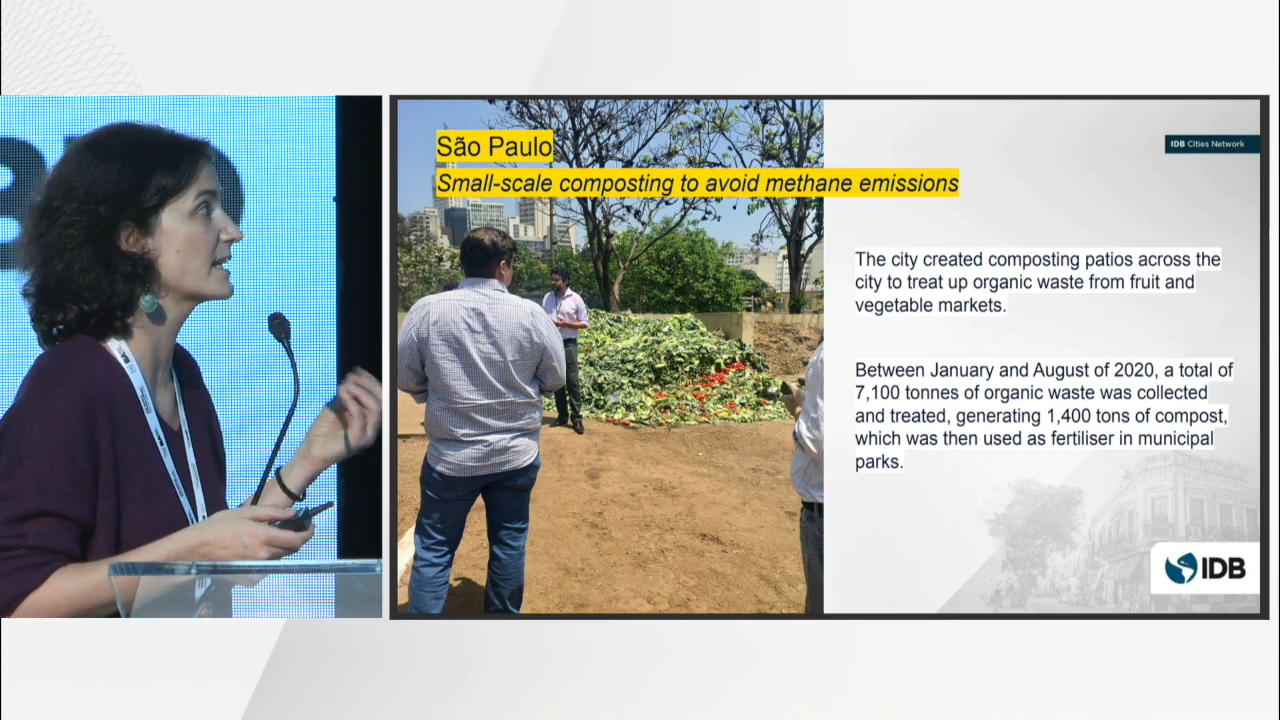 São Paulo
Small-scale composting to avoid methane emissions
IDB Cities Network
The city created composting patios across the
city to treat up organic waste from fruit and
vegetable markets.
Between January and August of 2020, a total of
7,100 tonnes of organic waste was collected
and treated, generating 1,400 tons of compost,
which was then used as fertiliser in municipal
parks.
IDB